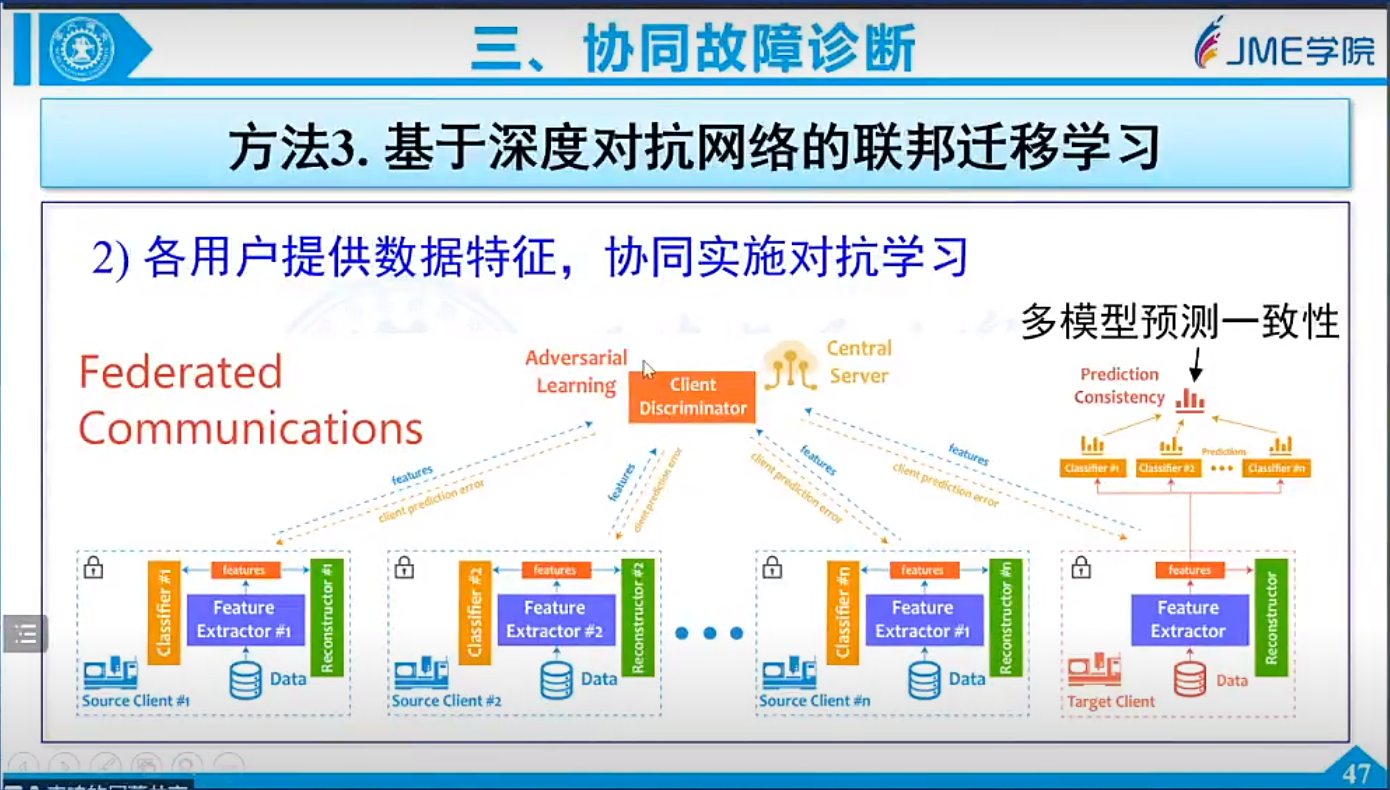 三、协同故障诊断
JME学院
方法3. 基于深度对抗网络的联邦迁移学习
2) 各用户提供数据特征，协同实施对抗学习
多模型预测一致性
Federated
Communications
Adversarial
Learning
Client
Discriminator
Central
Server
Prediction
Consistency
Classifier #1
Classifier #2
Predictions
Classifier #n
features
client prediction error
features
client prediction error
features
client prediction error
features
client prediction error
Classifier #1
features
Feature
Extractor #1
Reconstructor #1
Data
Source Client #1
Classifier #2
features
Feature
Extractor #2
Reconstructor #2
Data
Source Client #2
Classifier #n
features
Feature
Extractor #1
Reconstructor #n
Data
Source Client #n
features
Feature
Extractor
Reconstructor
Data
Target Client
47